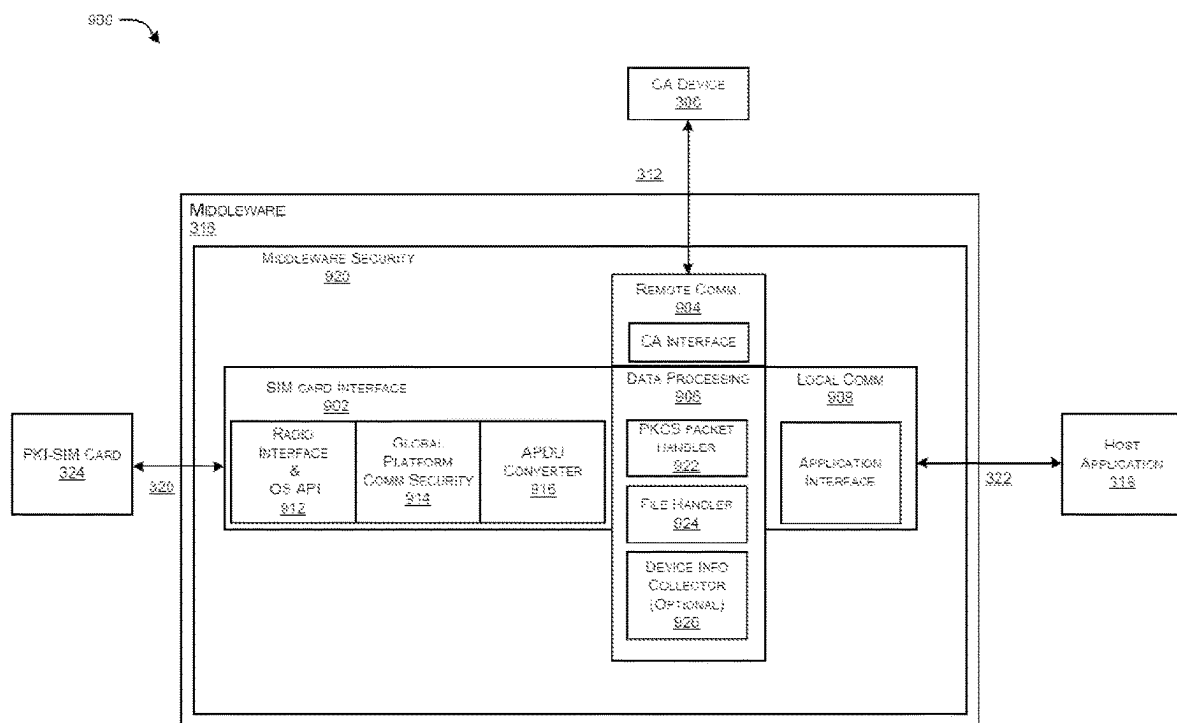 900
CA DEVICE
312
MIDDLEWARE
316
MIDDLEWARE SECURITY
920
REMOTE COMM.
904
CA INTERFACE
SIM CARD INTERFACE
902
DATA PROCESSING
906
LOCAL COMM
908
PKI-SIM CARD
324
320
RADIO
INTERFACE
&
OS API
912
GLOBAL
PLATFORM
COMM SECURITY
914
APDU
CONVERTER
916
PKCS PACKET
HANDLER
922
FILE HANDLER
924
DEVICE INFO
COLLECTOR
(OPTIONAL)
926
APPLICATION
INTERFACE
322
HOST
APPLICATION
318